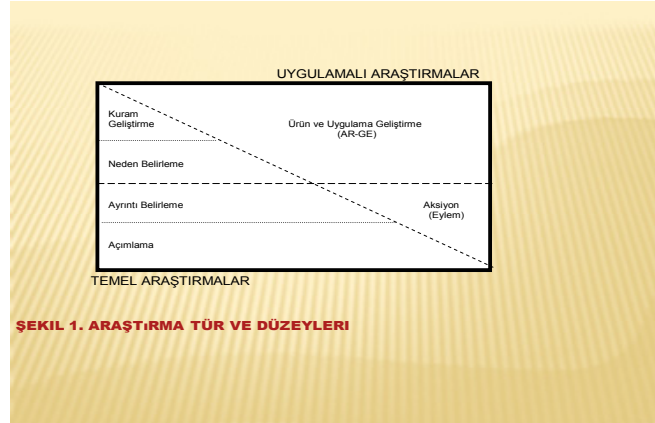 UYGULAMALI ARAŞTIRMALAR
Kuram
Geliştirme
Ürün ve Uygulama Geliştirme
(AR-GE)
Neden Belirleme
Ayrıntı Belirleme
Aksiyon
(Eylem)
Açımlama
TEMEL ARAŞTIRMALAR
ŞEKIL 1. ARAŞTıRMA TÜR VE DÜZEYLERI